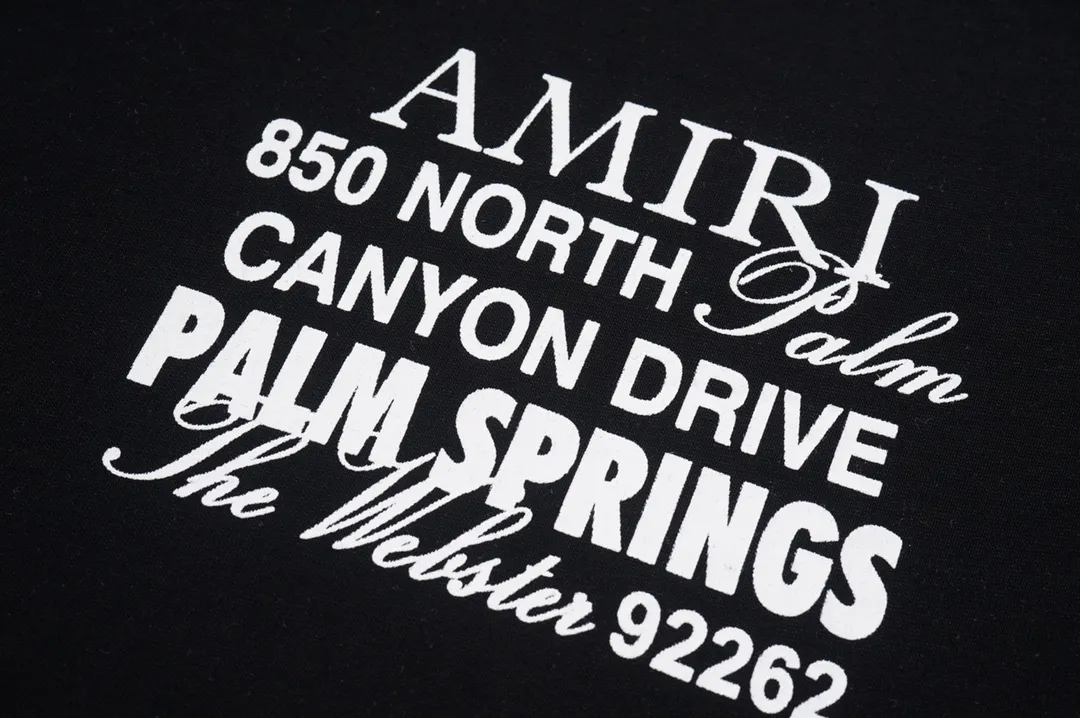 AMIRI
850 NORTH Palm
CANYON DRIVE
PALM SPRINGS
The Webster 92262